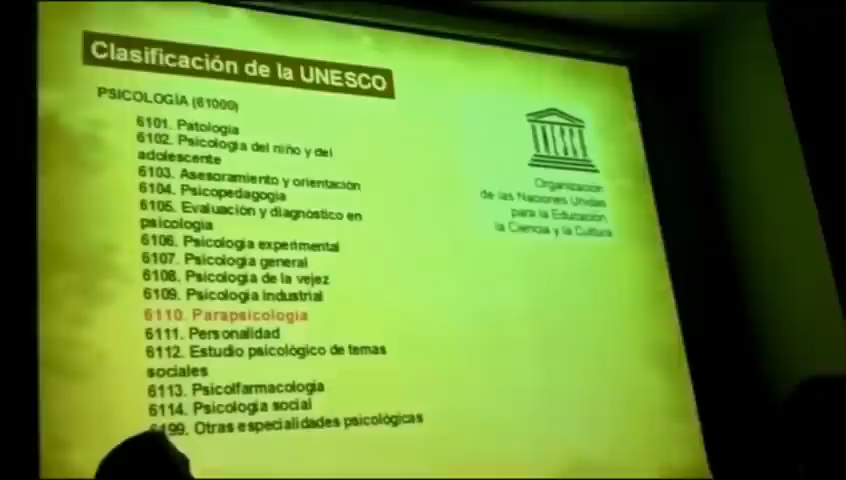 Clasificación de la UNESCO
PSICOLOGÍA (61000)
6101. Patología
6102. Psicología del niño y del
adolescente
6103. Asesoramiento y orientación
6104. Psicopedagogía
6105. Evaluación y diagnóstico en
psicología
6106. Psicología experimental
6107. Psicología general
6108. Psicología de la vejez
6109. Psicología industrial
6110. Parapsicología
6111. Personalidad
6112. Estudio psicológico de temas
sociales
6113. Psicolfarmacología
6114. Psicología social
6199. Otras especialidades psicológicas
Organización
de las Naciones Unidas
para la Educación,
la Ciencia y la Cultura